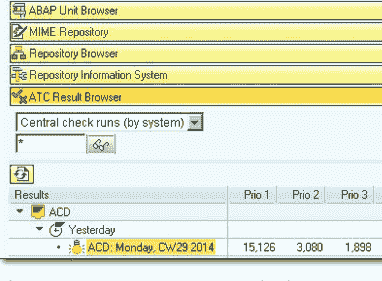 ABAP Unit Browser
MIME Repository
Repository Browser
Repository Information System
ATC Result Browser
Central check runs (by system)
*
Results Prio 1 Prio 2 Prio 3
ACD
Yesterday
ACD: Monday, CW29 2014 15,126 3,080 1,898